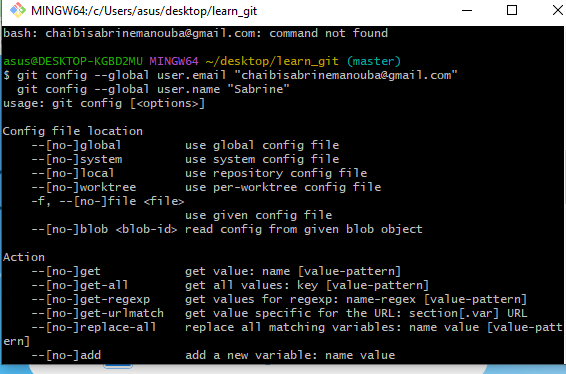 MINGW64:/c/Users/asus/desktop/learn_git
bash: chaibisabrinemanouba@gmail.com: command not found
asus@DESKTOP-KGBD2MU MINGW64 ~/desktop/learn_git (master)
$ git config --global user.email "chaibisabrinemanouba@gmail.com"
  git config --global user.name "Sabrine"
usage: git config [<options>]

Config file location
    --[no-]global         use global config file
    --[no-]system         use system config file
    --[no-]local          use repository config file
    --[no-]worktree       use per-worktree config file
    -f, --[no-]file <file>
                          use given config file
    --[no-]blob <blob-id> read config from given blob object

Action
    --[no-]get            get value: name [value-pattern]
    --[no-]get-all        get all values: key [value-pattern]
    --[no-]get-regexp     get values for regexp: name-regex [value-pattern]
    --[no-]get-urlmatch   get value specific for the URL: section[.var] URL
    --[no-]replace-all    replace all matching variables: name value [value-patt
ern]
    --[no-]add            add a new variable: name value